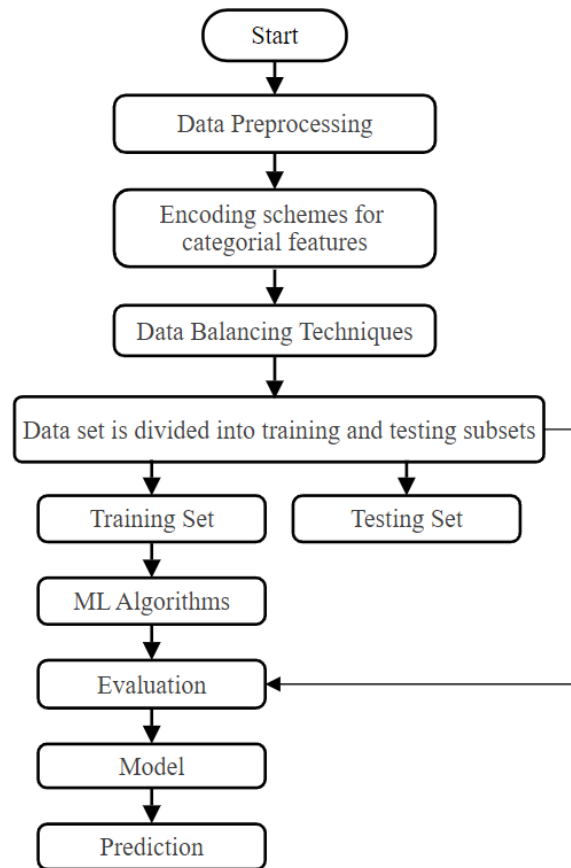 Start
Data Preprocessing
Encoding schemes for
categorial features
Data Balancing Techniques
Data set is divided into training and testing subsets
Training Set
Testing Set
ML Algorithms
Evaluation
Model
Prediction